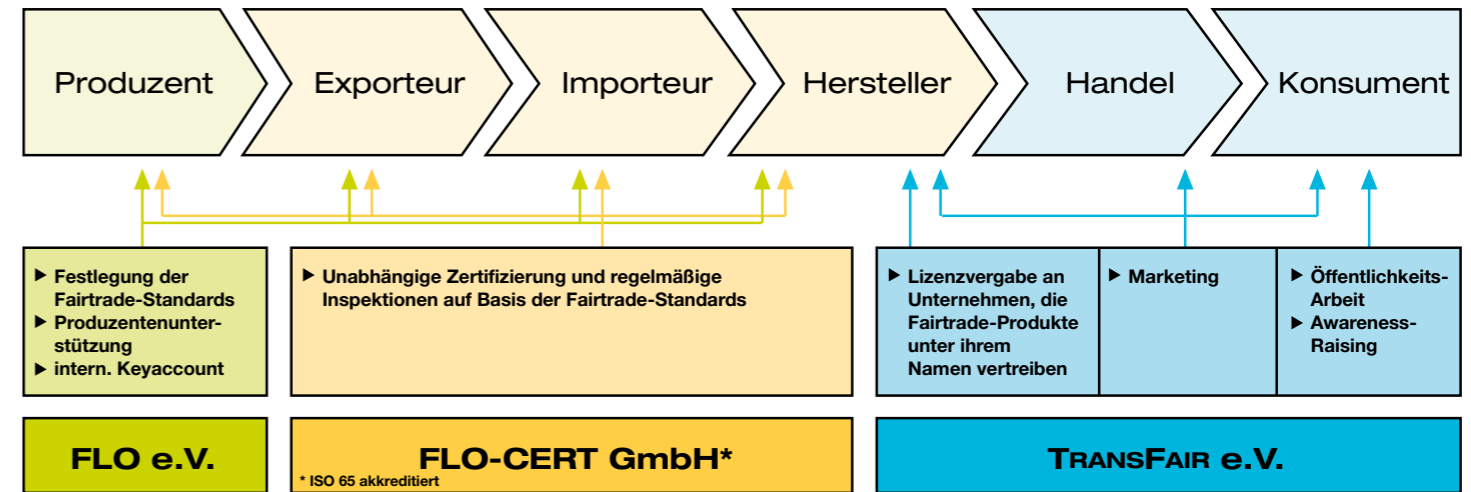 Produzent
Exporteur
Importeur
Hersteller
Handel
Konsument
▶ Festlegung der
Fairtrade-Standards
▶ Produzentenunter-
stützung
▶ intern. Keyaccount
▶ Unabhängige Zertifizierung und regelmäßige
Inspektionen auf Basis der Fairtrade-Standards
▶ Lizenzvergabe an
Unternehmen, die
Fairtrade-Produkte
unter ihrem
Namen vertreiben
▶ Marketing
▶ Öffentlichkeits-
Arbeit
▶ Awareness-
Raising
FLO e.V.
FLO-CERT GmbH*
* ISO 65 akkreditiert
TRANSFAIR e.V.